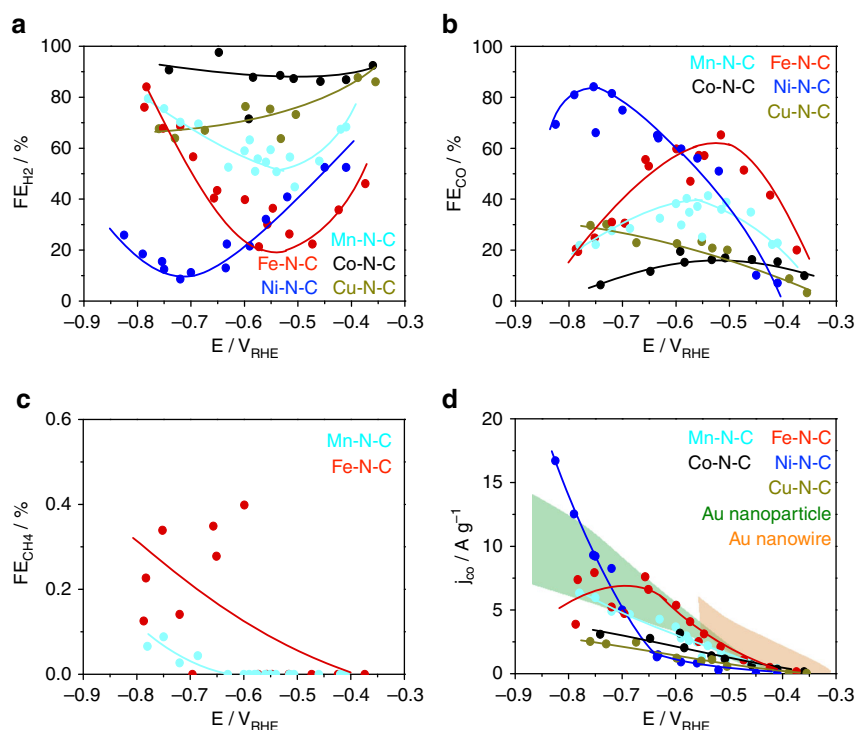 a
100
80
60
40
20
0
FE_H2 / %
Mn-N-C
Fe-N-C Co-N-C
Ni-N-C Cu-N-C
−0.9 −0.8 −0.7 −0.6 −0.5 −0.4 −0.3
E / V_RHE
b
100
80
60
40
20
0
FE_CO / %
Mn-N-C Fe-N-C
Co-N-C Ni-N-C
Cu-N-C
−0.9 −0.8 −0.7 −0.6 −0.5 −0.4 −0.3
E / V_RHE
c
0.6
0.4
0.2
0.0
FE_CH4 / %
Mn-N-C
Fe-N-C
−0.9 −0.8 −0.7 −0.6 −0.5 −0.4 −0.3
E / V_RHE
d
20
15
10
5
0
j_co / A g⁻¹
Mn-N-C Fe-N-C
Co-N-C Ni-N-C
Cu-N-C
Au nanoparticle
Au nanowire
−0.9 −0.8 −0.7 −0.6 −0.5 −0.4 −0.3
E / V_RHE